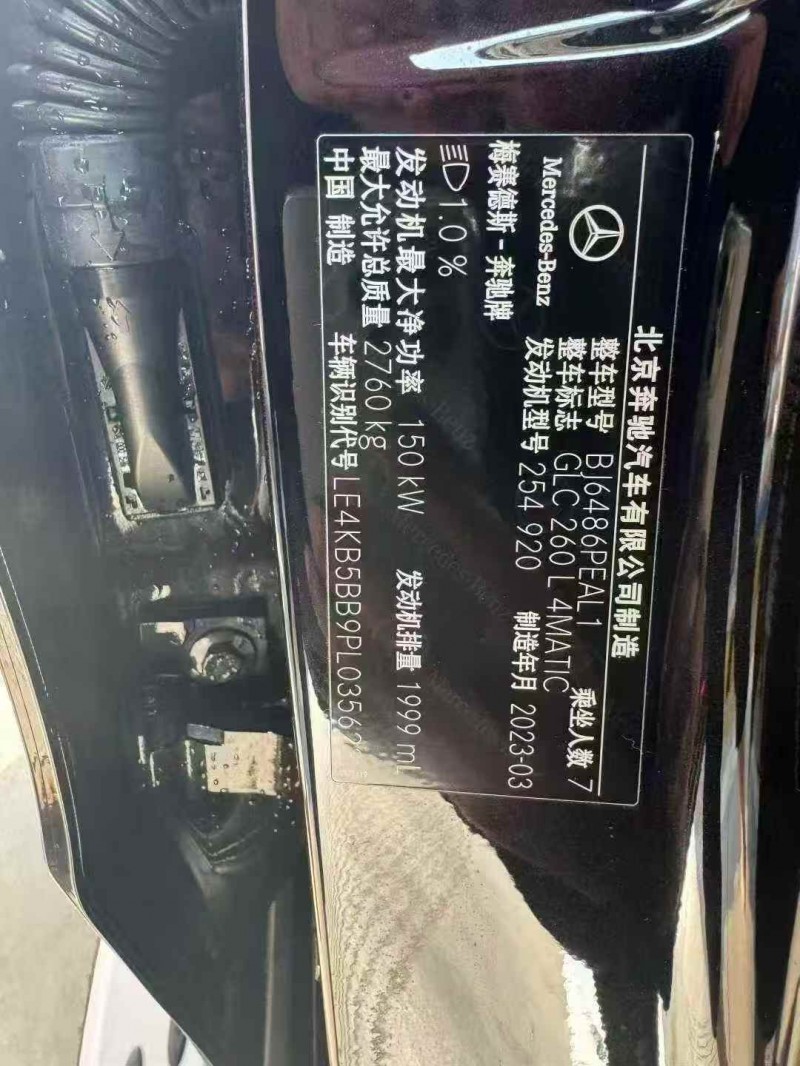 北京奔驰汽车有限公司制造
Mercedes-Benz
梅赛德斯-奔驰牌
整车型号 BJ6486PEAL1
整车标志 GLC 260 L 4MATIC 乘坐人数 7
发动机型号 254 920 制造年月 2023-03
1.0 %
发动机最大净功率 150 kW 发动机排量 1999 mL
最大允许总质量 2760 kg
中国 制造 车辆识别代号 LE4KB5BB9PL03562